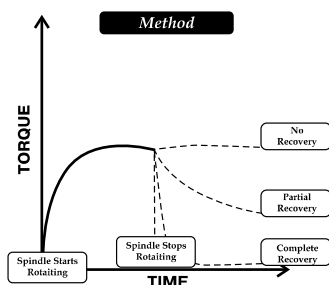 Method
TORQUE
No
Recovery
Partial
Recovery
Spindle Stops
Rotaiting
Complete
Recovery
Spindle Starts
Rotaiting
TIME